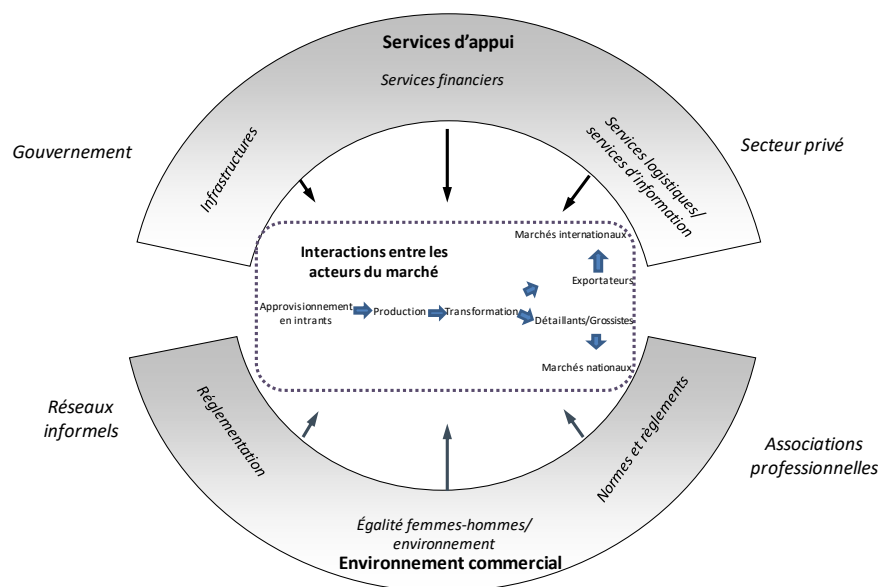 Services d'appui
Services financiers
Gouvernement
Infrastructures
Services logistiques/
services d'information
Secteur privé
Interactions entre les
acteurs du marché
Marchés internationaux
Exportateurs
Approvisionnement
en intrants
Production
Transformation
Détaillants/Grossistes
Marchés nationaux
Réseaux
informels
Réglementation
Normes et règlements
Associations
professionnelles
Égalité femmes-hommes/
environnement
Environnement commercial